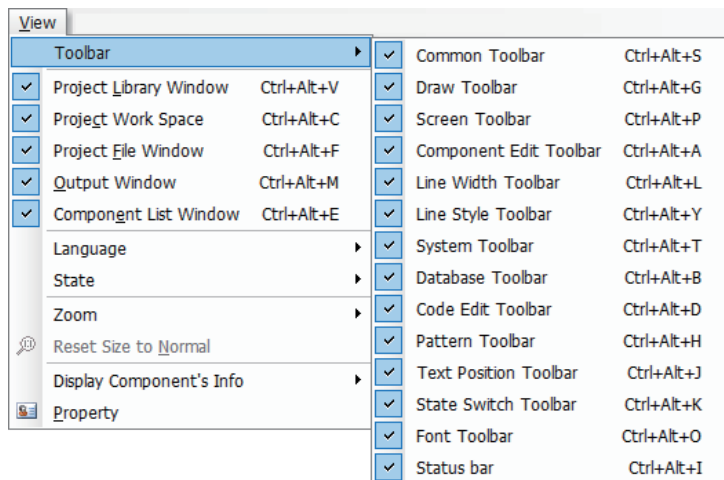 View
Toolbar
Project Library Window Ctrl+Alt+V
Project Work Space Ctrl+Alt+C
Project File Window Ctrl+Alt+F
Output Window Ctrl+Alt+M
Component List Window Ctrl+Alt+E
Language
State
Zoom
Reset Size to Normal
Display Component's Info
Property
Common Toolbar Ctrl+Alt+S
Draw Toolbar Ctrl+Alt+G
Screen Toolbar Ctrl+Alt+P
Component Edit Toolbar Ctrl+Alt+A
Line Width Toolbar Ctrl+Alt+L
Line Style Toolbar Ctrl+Alt+Y
System Toolbar Ctrl+Alt+T
Database Toolbar Ctrl+Alt+B
Code Edit Toolbar Ctrl+Alt+D
Pattern Toolbar Ctrl+Alt+H
Text Position Toolbar Ctrl+Alt+J
State Switch Toolbar Ctrl+Alt+K
Font Toolbar Ctrl+Alt+O
Status bar Ctrl+Alt+I